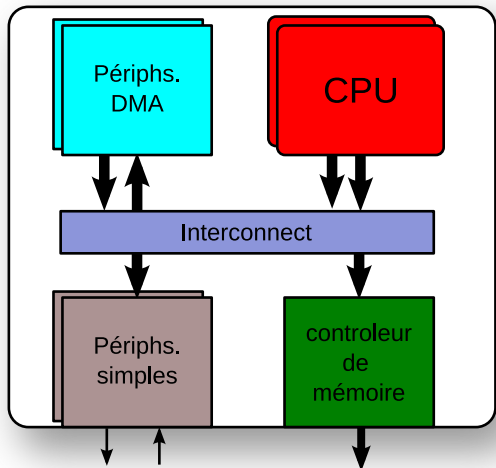 Périphs.
DMA
CPU
Interconnect
Périphs.
simples
controleur
de
mémoire